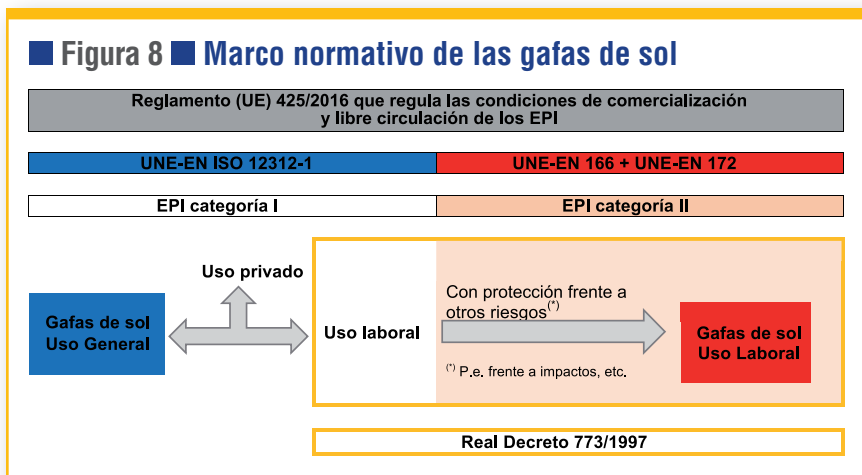 Figura 8 Marco normativo de las gafas de sol
Reglamento (UE) 425/2016 que regula las condiciones de comercialización
y libre circulación de los EPI
UNE-EN ISO 12312-1
UNE-EN 166 + UNE-EN 172
EPI categoría I
EPI categoría II
Uso privado
Gafas de sol
Uso General
Uso laboral
Con protección frente a
otros riesgos(*)
(*) P.e. frente a impactos, etc.
Gafas de sol
Uso Laboral
Real Decreto 773/1997